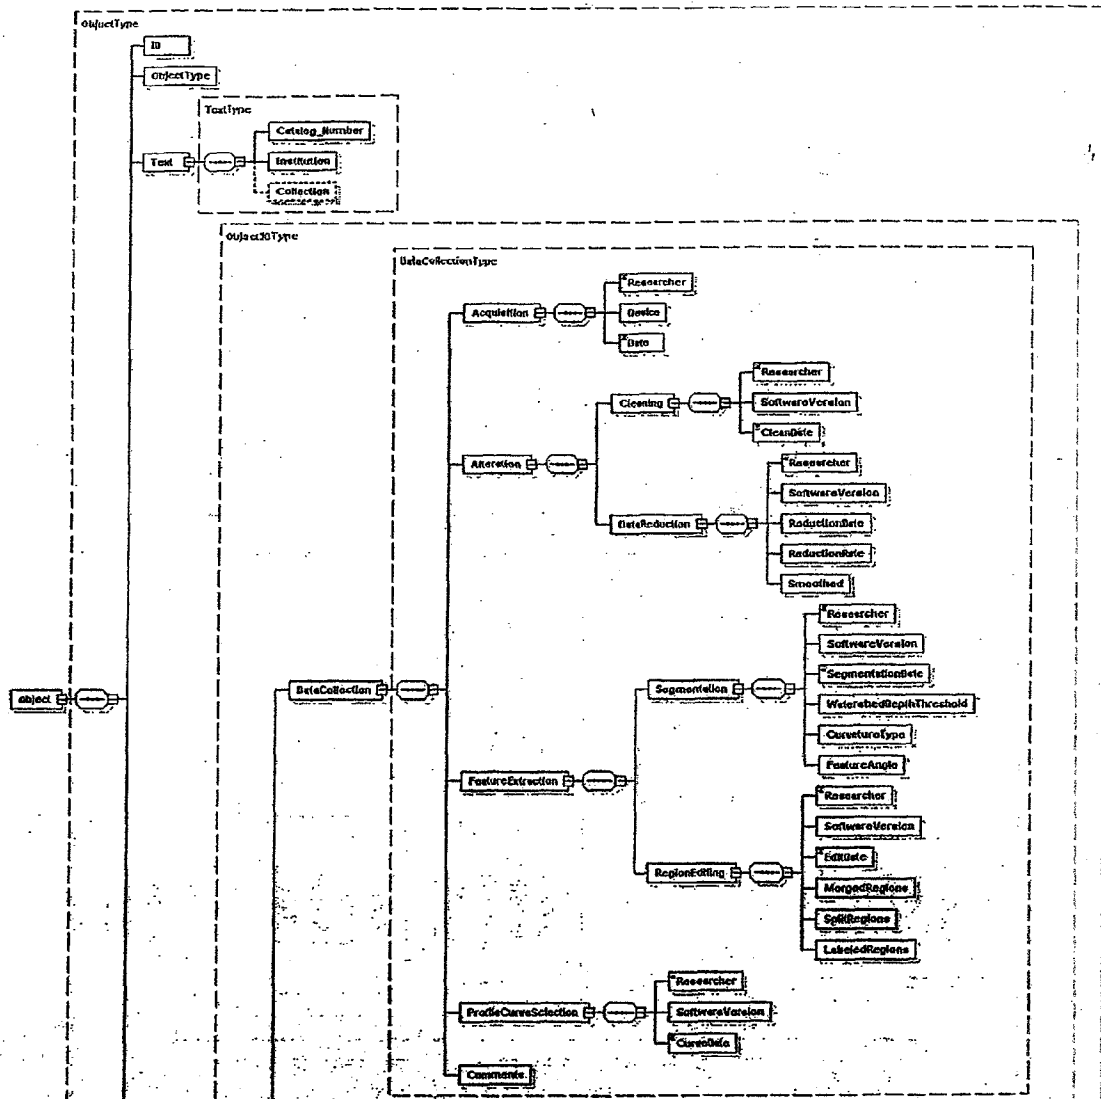 ObjectType
ID
ObjectType
TextType
Catalog_Number
Text
Institution
Collection
Object3DType
DataCollectionType
Researcher
Acquisition
Device
Date
Researcher
Cleaning
SoftwareVersion
CleanDate
Alteration
Researcher
SoftwareVersion
DataReduction
ReductionDate
ReductionRate
Smoothed
Researcher
SoftwareVersion
SegmentationDate
Object
DataCollection
Segmentation
WatershedDepthThreshold
CurvatureType
FeatureAngle
FeatureExtraction
Researcher
SoftwareVersion
EditDate
RegionEditing
MergedRegions
SplitRegions
LabeledRegions
Researcher
ProfileCurveSelection
SoftwareVersion
CurveDate
Comments